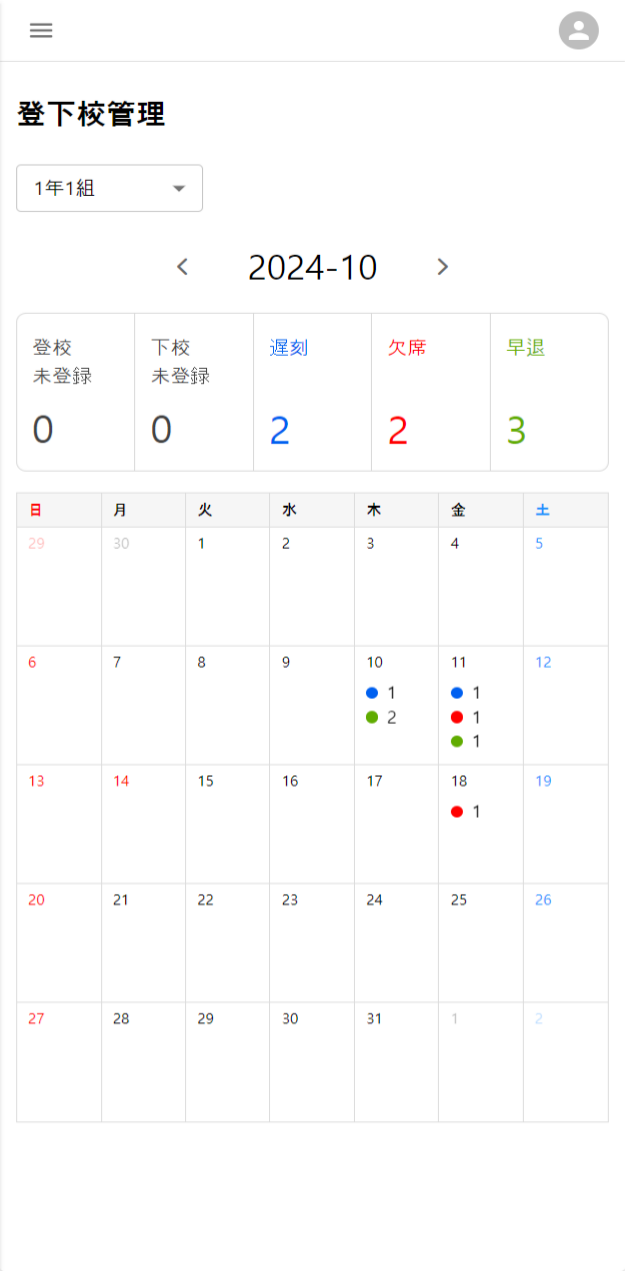 登下校管理
1年1組
2024-10
登校 下校 遅刻 欠席 早退
未登録 未登録
0 0 2 2 3
日 月 火 水 木 金 土
29 30 1 2 3 4 5
6 7 8 9 10 11 12
1 1
2 1
1
13 14 15 16 17 18 19
1
20 21 22 23 24 25 26
27 28 29 30 31 1 2